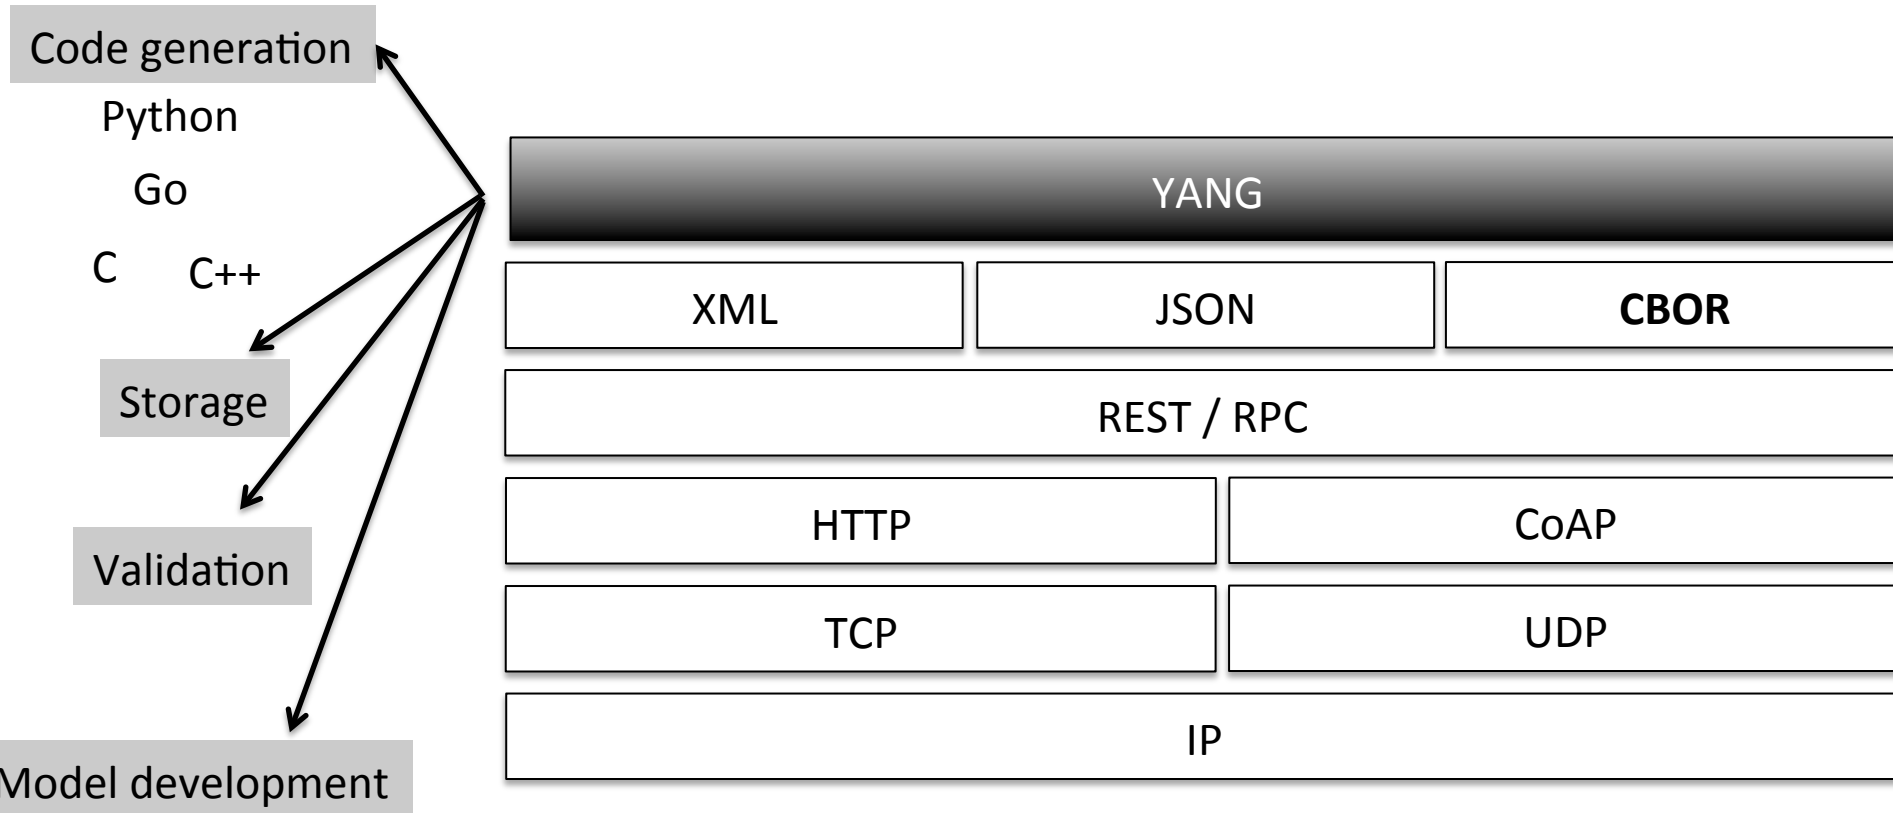 Code generation
Python
Go
C C++
Storage
Validation
Model development
YANG
XML JSON CBOR
REST / RPC
HTTP CoAP
TCP UDP
IP